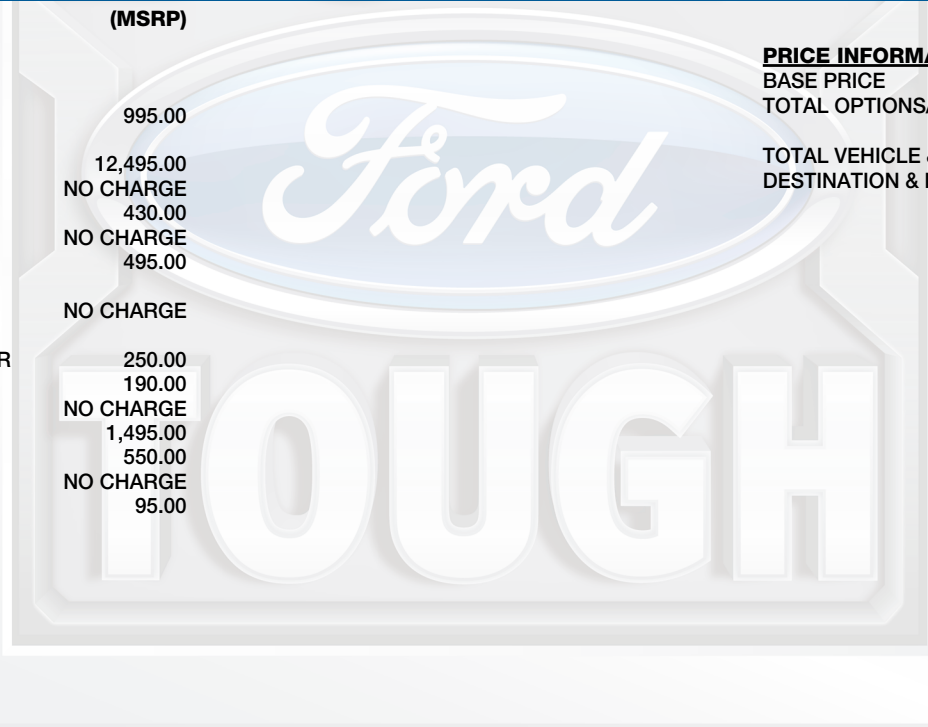 (MSRP)
995.00
12,495.00
NO CHARGE
430.00
NO CHARGE
495.00
NO CHARGE
R 250.00
190.00
NO CHARGE
1,495.00
550.00
NO CHARGE
95.00
PRICE INFORMA
BASE PRICE
TOTAL OPTIONS/
TOTAL VEHICLE &
DESTINATION &
Ford
TOUGH